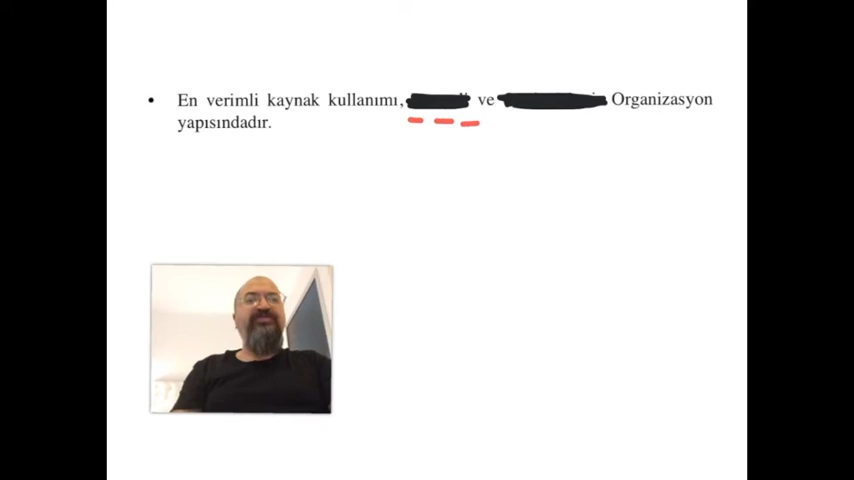 • En verimli kaynak kullanımı, ve Organizasyon
yapısındadır.